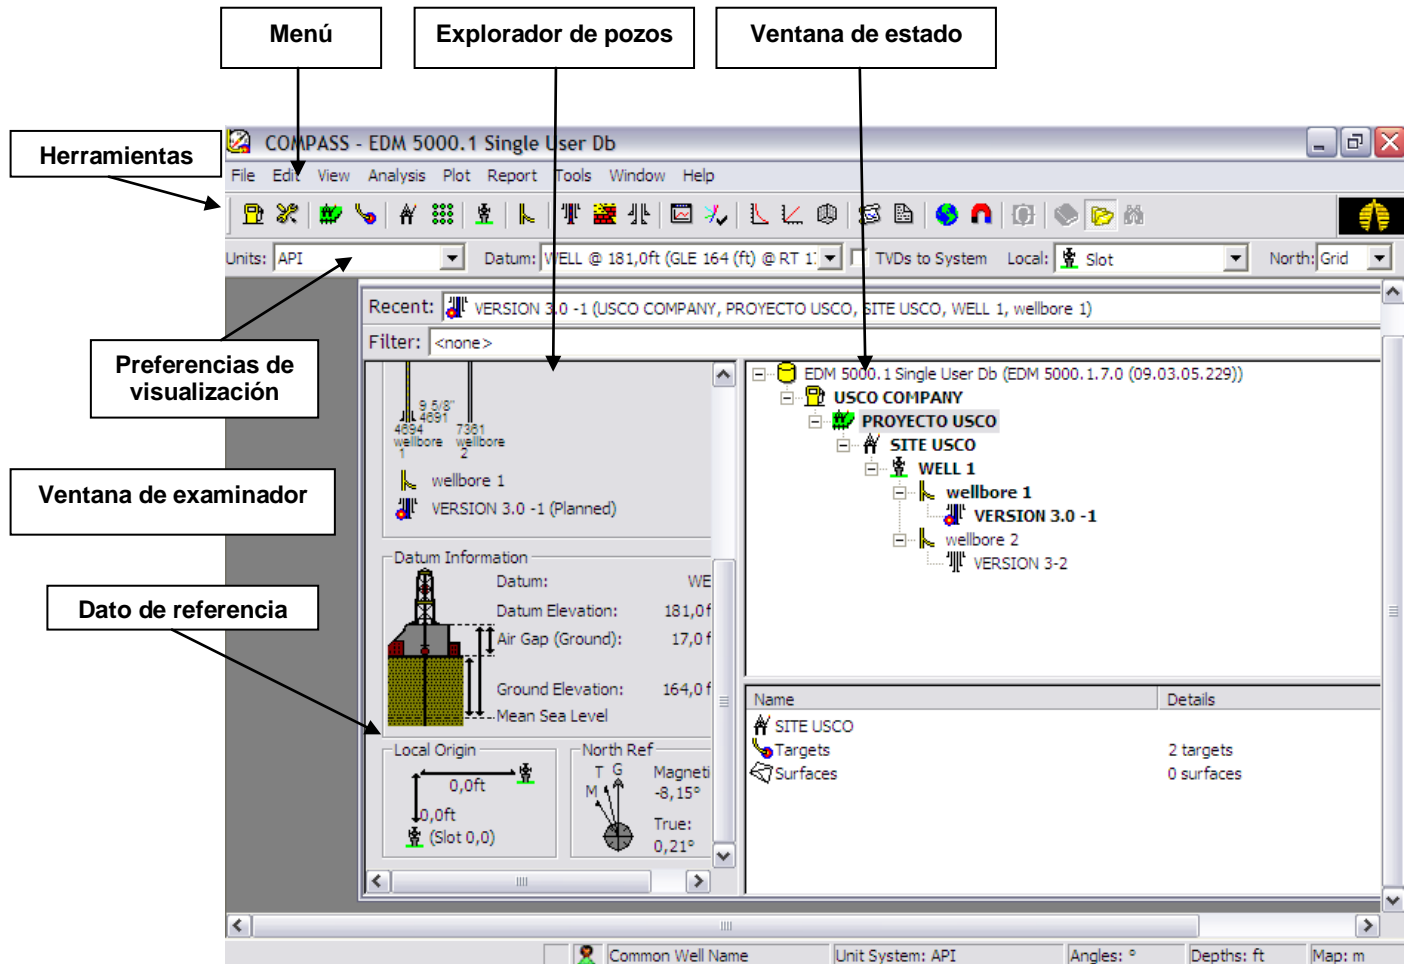 Menú
Explorador de pozos
Ventana de estado
Herramientas
COMPASS - EDM 5000.1 Single User Db
File Edit View Analysis Plot Report Tools Window Help
Units: API Datum: WELL @ 181,0ft (GLE 164 (ft) @ RT 1 TVDs to System Local: Slot North: Grid
Recent: VERSION 3.0 -1 (USCO COMPANY, PROYECTO USCO, SITE USCO, WELL 1, wellbore 1)
Filter: <none>
Preferencias de
visualización
9 5/8"
4691
4694
7361
wellbore
1
wellbore
2
wellbore 1
VERSION 3.0 -1 (Planned)
EDM 5000.1 Single User Db (EDM 5000.1.7.0 (09.03.05.229))
USCO COMPANY
PROYECTO USCO
SITE USCO
WELL 1
wellbore 1
VERSION 3.0 -1
wellbore 2
VERSION 3-2
Ventana de examinador
Datum Information
Datum: WE
Datum Elevation: 181,0f
Air Gap (Ground): 17,0f
Ground Elevation: 164,0f
Mean Sea Level
Dato de referencia
Name Details
SITE USCO
Targets 2 targets
Surfaces 0 surfaces
Local Origin
0,0ft
0,0ft
(Slot 0,0)
North Ref
T G
M
Magneti
-8,15°
True:
0,21°
Common Well Name Unit System: API Angles: ° Depths: ft Map: m